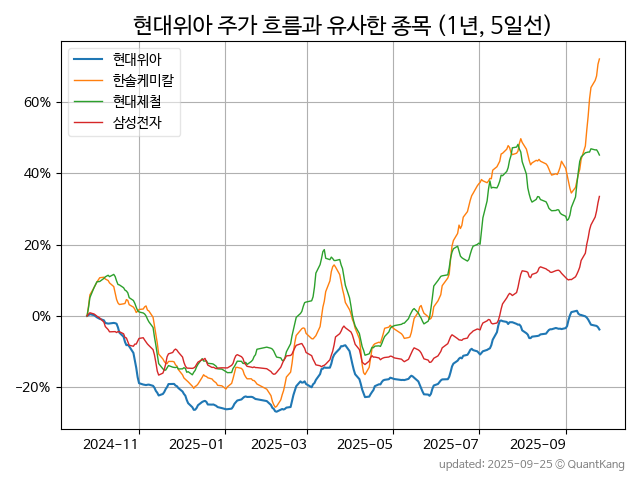 현대위아 주가 흐름과 유사한 종목 (1년, 5일선)
현대위아
한솔케미칼
현대제철
삼성전자
60%
40%
20%
0%
−20%
2024−11
2025−01
2025−03
2025−05
2025−07
2025−09
updated: 2025-09-25 © QuantKang